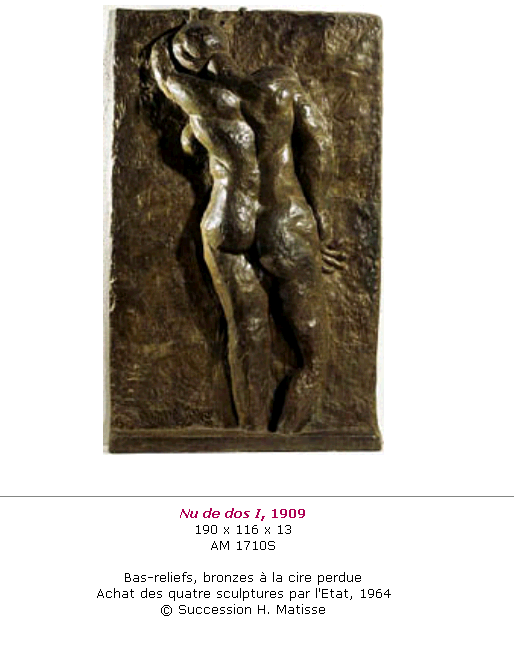 Nu de dos I, 1909
190 x 116 x 13
AM 1710S
Bas-reliefs, bronzes à la cire perdue
Achat des quatre sculptures par l'Etat, 1964
© Succession H. Matisse